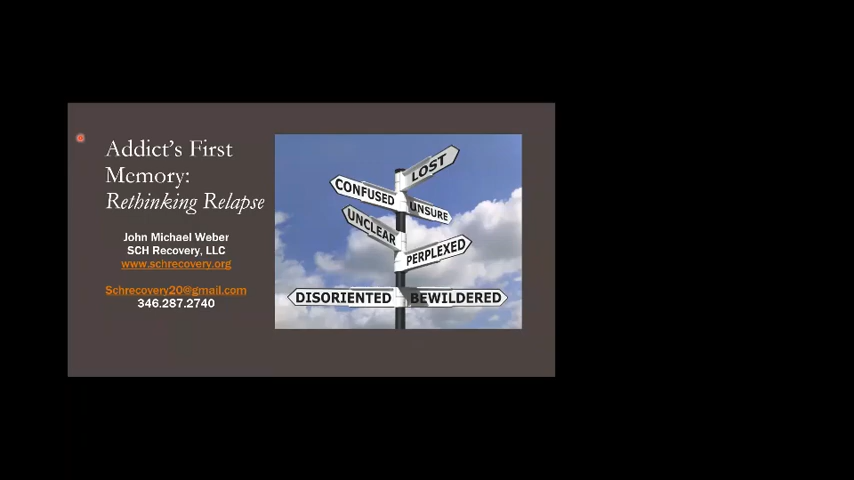 Addict's First
Memory:
Rethinking Relapse
John Michael Weber
SCH Recovery, LLC
www.schrecovery.org
Schrecovery20@gmail.com
346.287.2740
LOST
CONFUSED
UNSURE
UNCLEAR
PERPLEXED
DISORIENTED
BEWILDERED